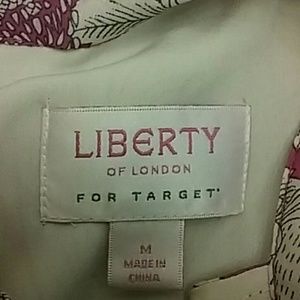 LIBERTY
OF LONDON
FOR TARGET
M
MADE IN
CHINA